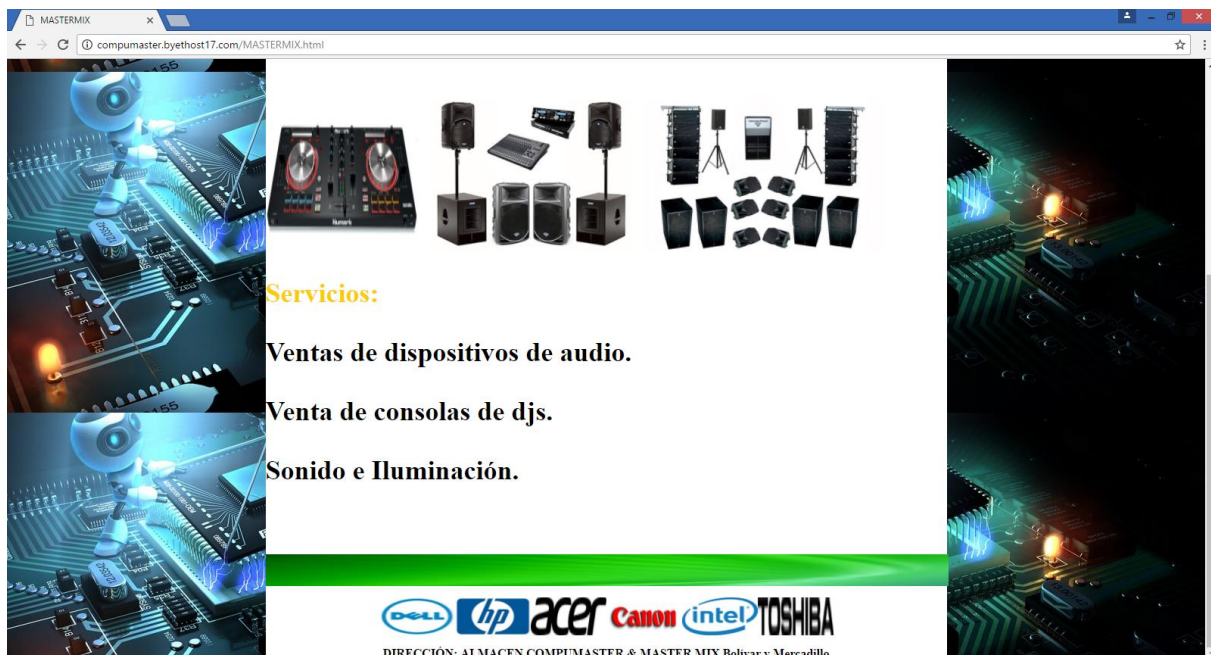 MASTERMIX
compumaster.byethost17.com/MASTERMIX.html
Numark
Servicios:
Ventas de dispositivos de audio.
Venta de consolas de djs.
Sonido e Iluminación.
DELL hp acer Canon intel TOSHIBA
DIRECCIÓN: ALMACEN COMPUMASTER & MASTER MIX Bolívar y Mercadillo